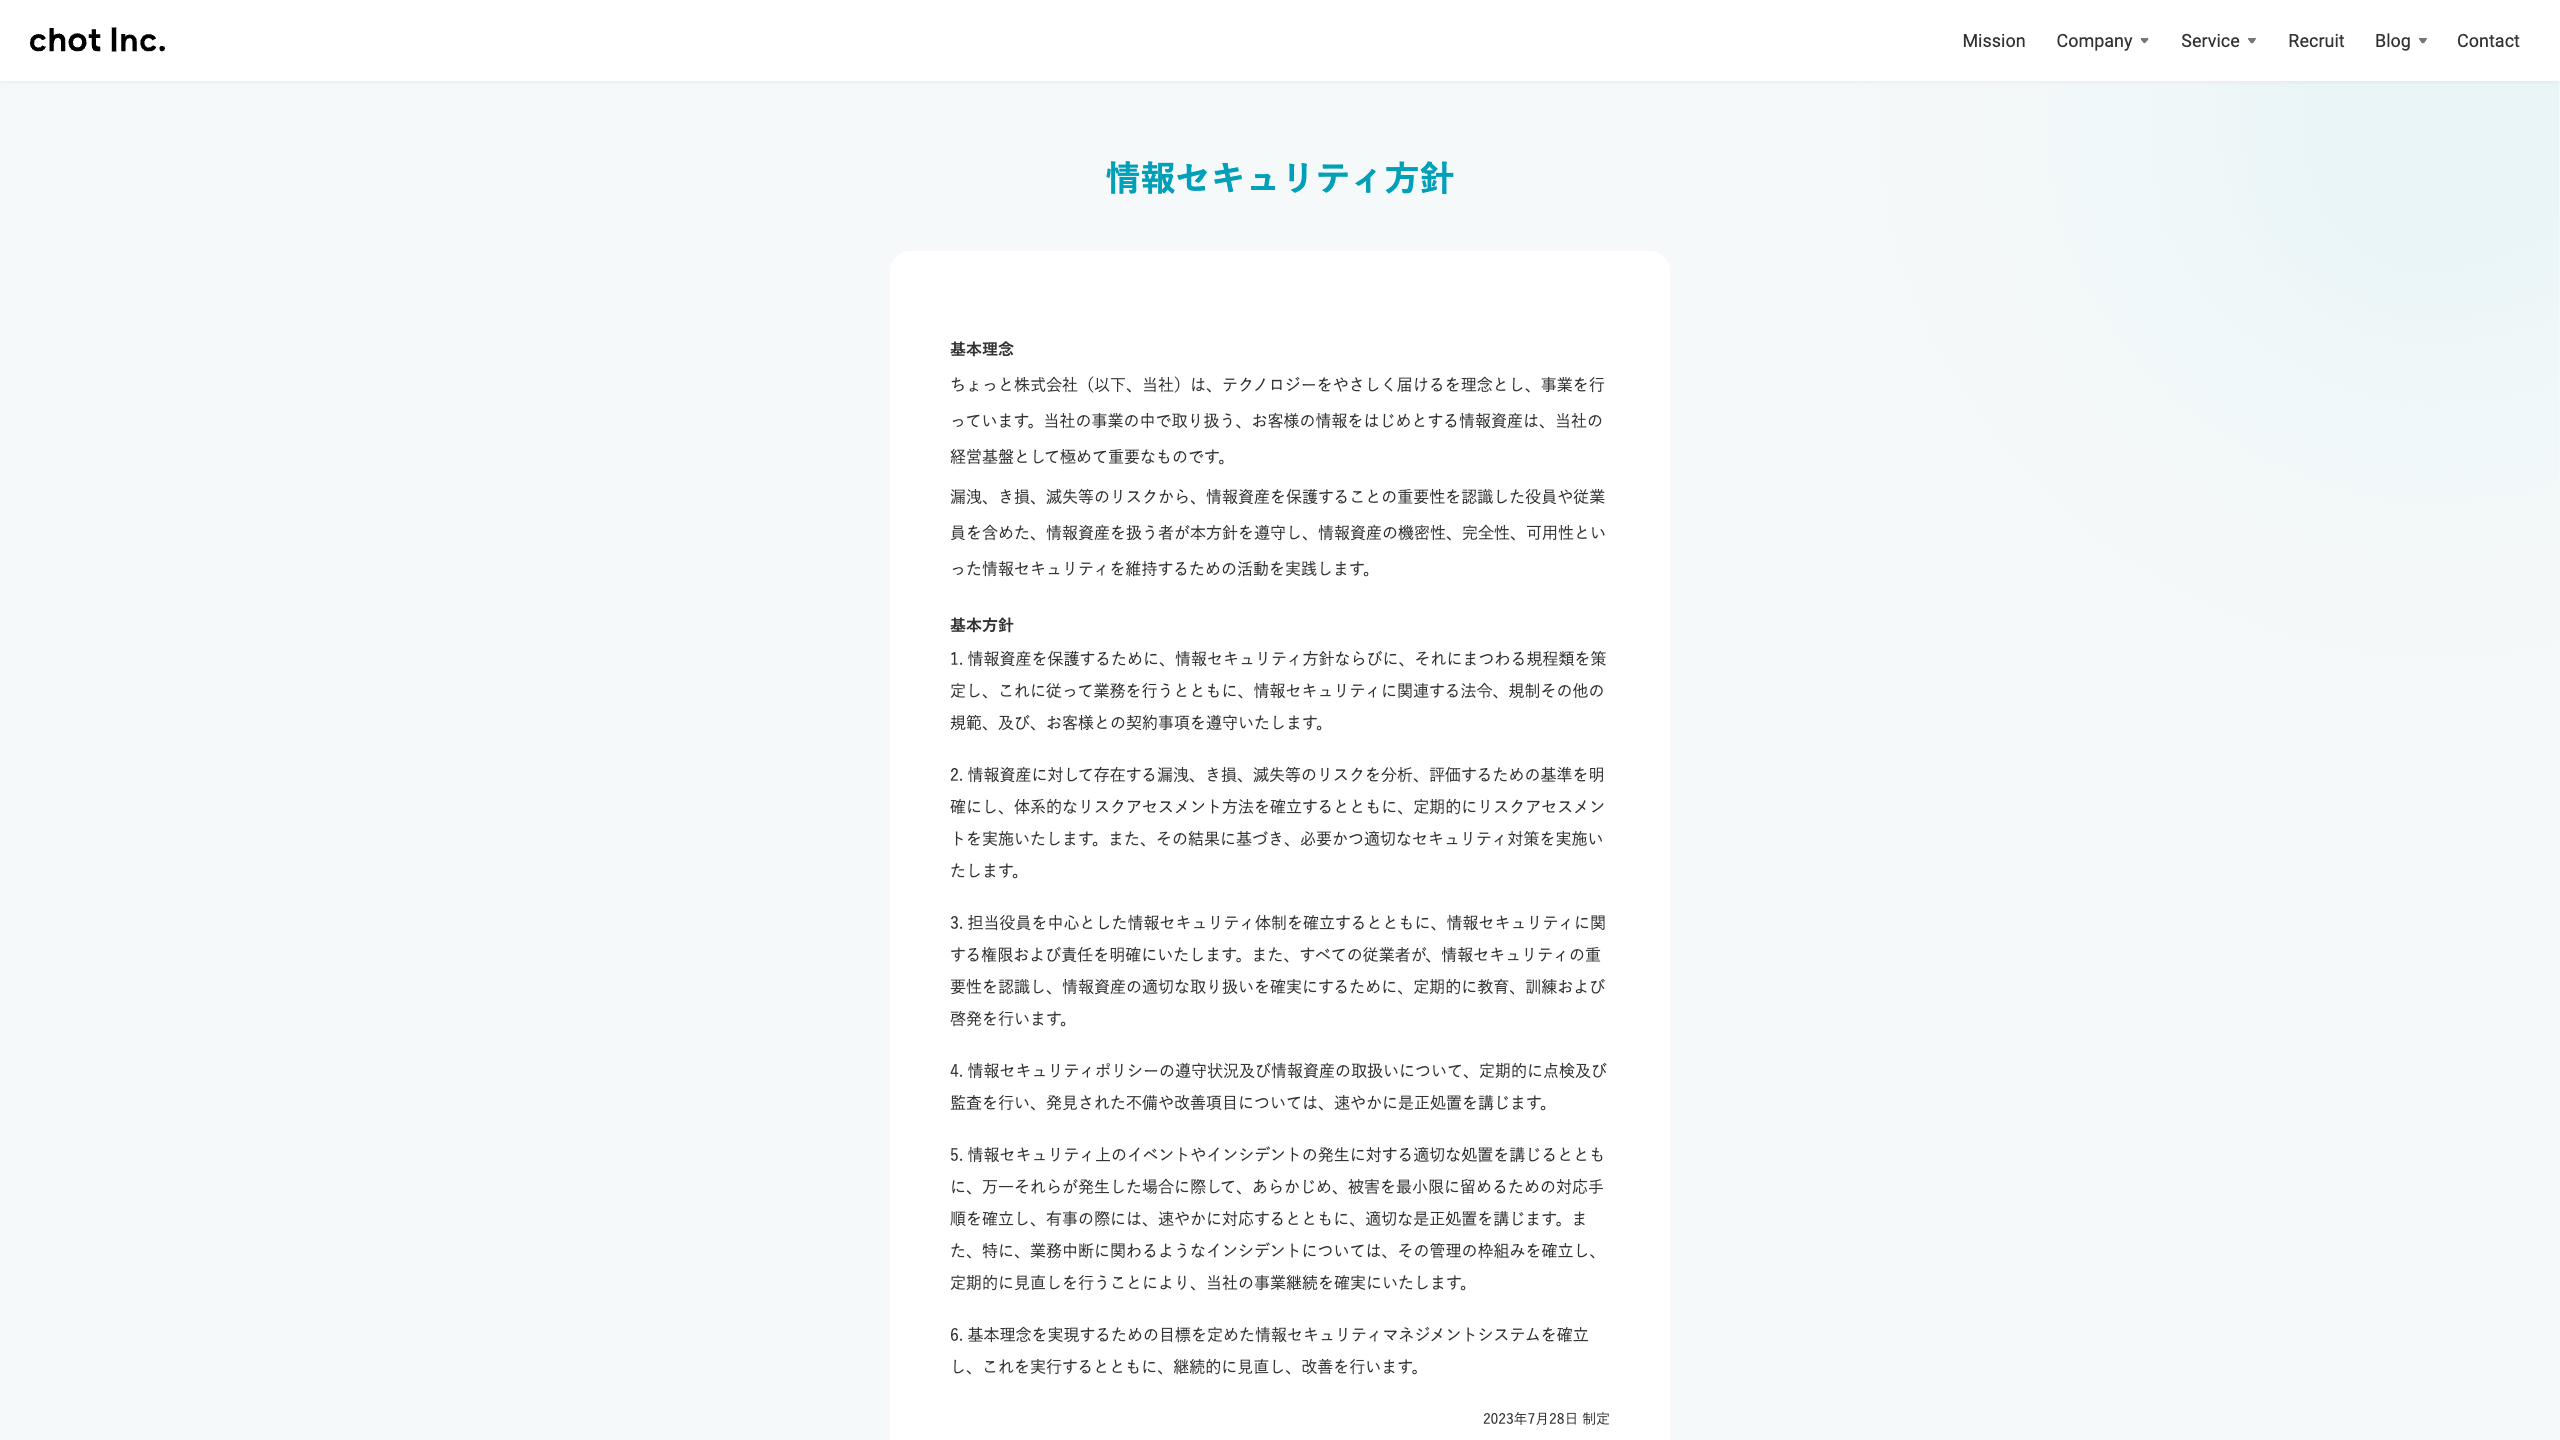 chot Inc.
Mission Company Service Recruit Blog Contact
情報セキュリティ方針
基本理念
ちょっと株式会社（以下、当社）は、テクノロジーをやさしく届けるを理念とし、事業を行
っています。当社の事業の中で取り扱う、お客様の情報をはじめとする情報資産は、当社の
経営基盤として極めて重要なものです。
漏洩、き損、滅失等のリスクから、情報資産を保護することの重要性を認識した役員や従業
員を含めた、情報資産を扱う者が本方針を遵守し、情報資産の機密性、完全性、可用性とい
った情報セキュリティを維持するための活動を実践します。
基本方針
1. 情報資産を保護するために、情報セキュリティ方針ならびに、それにまつわる規程類を策
定し、これに従って業務を行うとともに、情報セキュリティに関連する法令、規制その他の
規範、及び、お客様との契約事項を遵守いたします。
2. 情報資産に対して存在する漏洩、き損、滅失等のリスクを分析、評価するための基準を明
確にし、体系的なリスクアセスメント方法を確立するとともに、定期的にリスクアセスメン
トを実施いたします。また、その結果に基づき、必要かつ適切なセキュリティ対策を実施い
たします。
3. 担当役員を中心とした情報セキュリティ体制を確立するとともに、情報セキュリティに関
する権限および責任を明確にいたします。また、すべての従業者が、情報セキュリティの重
要性を認識し、情報資産の適切な取り扱いを確実にするために、定期的に教育、訓練および
啓発を行います。
4. 情報セキュリティポリシーの遵守状況及び情報資産の取扱いについて、定期的に点検及び
監査を行い、発見された不備や改善項目については、速やかに是正処置を講じます。
5. 情報セキュリティ上のイベントやインシデントの発生に対する適切な処置を講じるととも
に、万一それらが発生した場合に際して、あらかじめ、被害を最小限に留めるための対応手
順を確立し、有事の際には、速やかに対応するとともに、適切な是正処置を講じます。ま
た、特に、業務中断に関わるようなインシデントについては、その管理の枠組みを確立し、
定期的に見直しを行うことにより、当社の事業継続を確実にいたします。
6. 基本理念を実現するための目標を定めた情報セキュリティマネジメントシステムを確立
し、これを実行するとともに、継続的に見直し、改善を行います。
2023年7月28日 制定